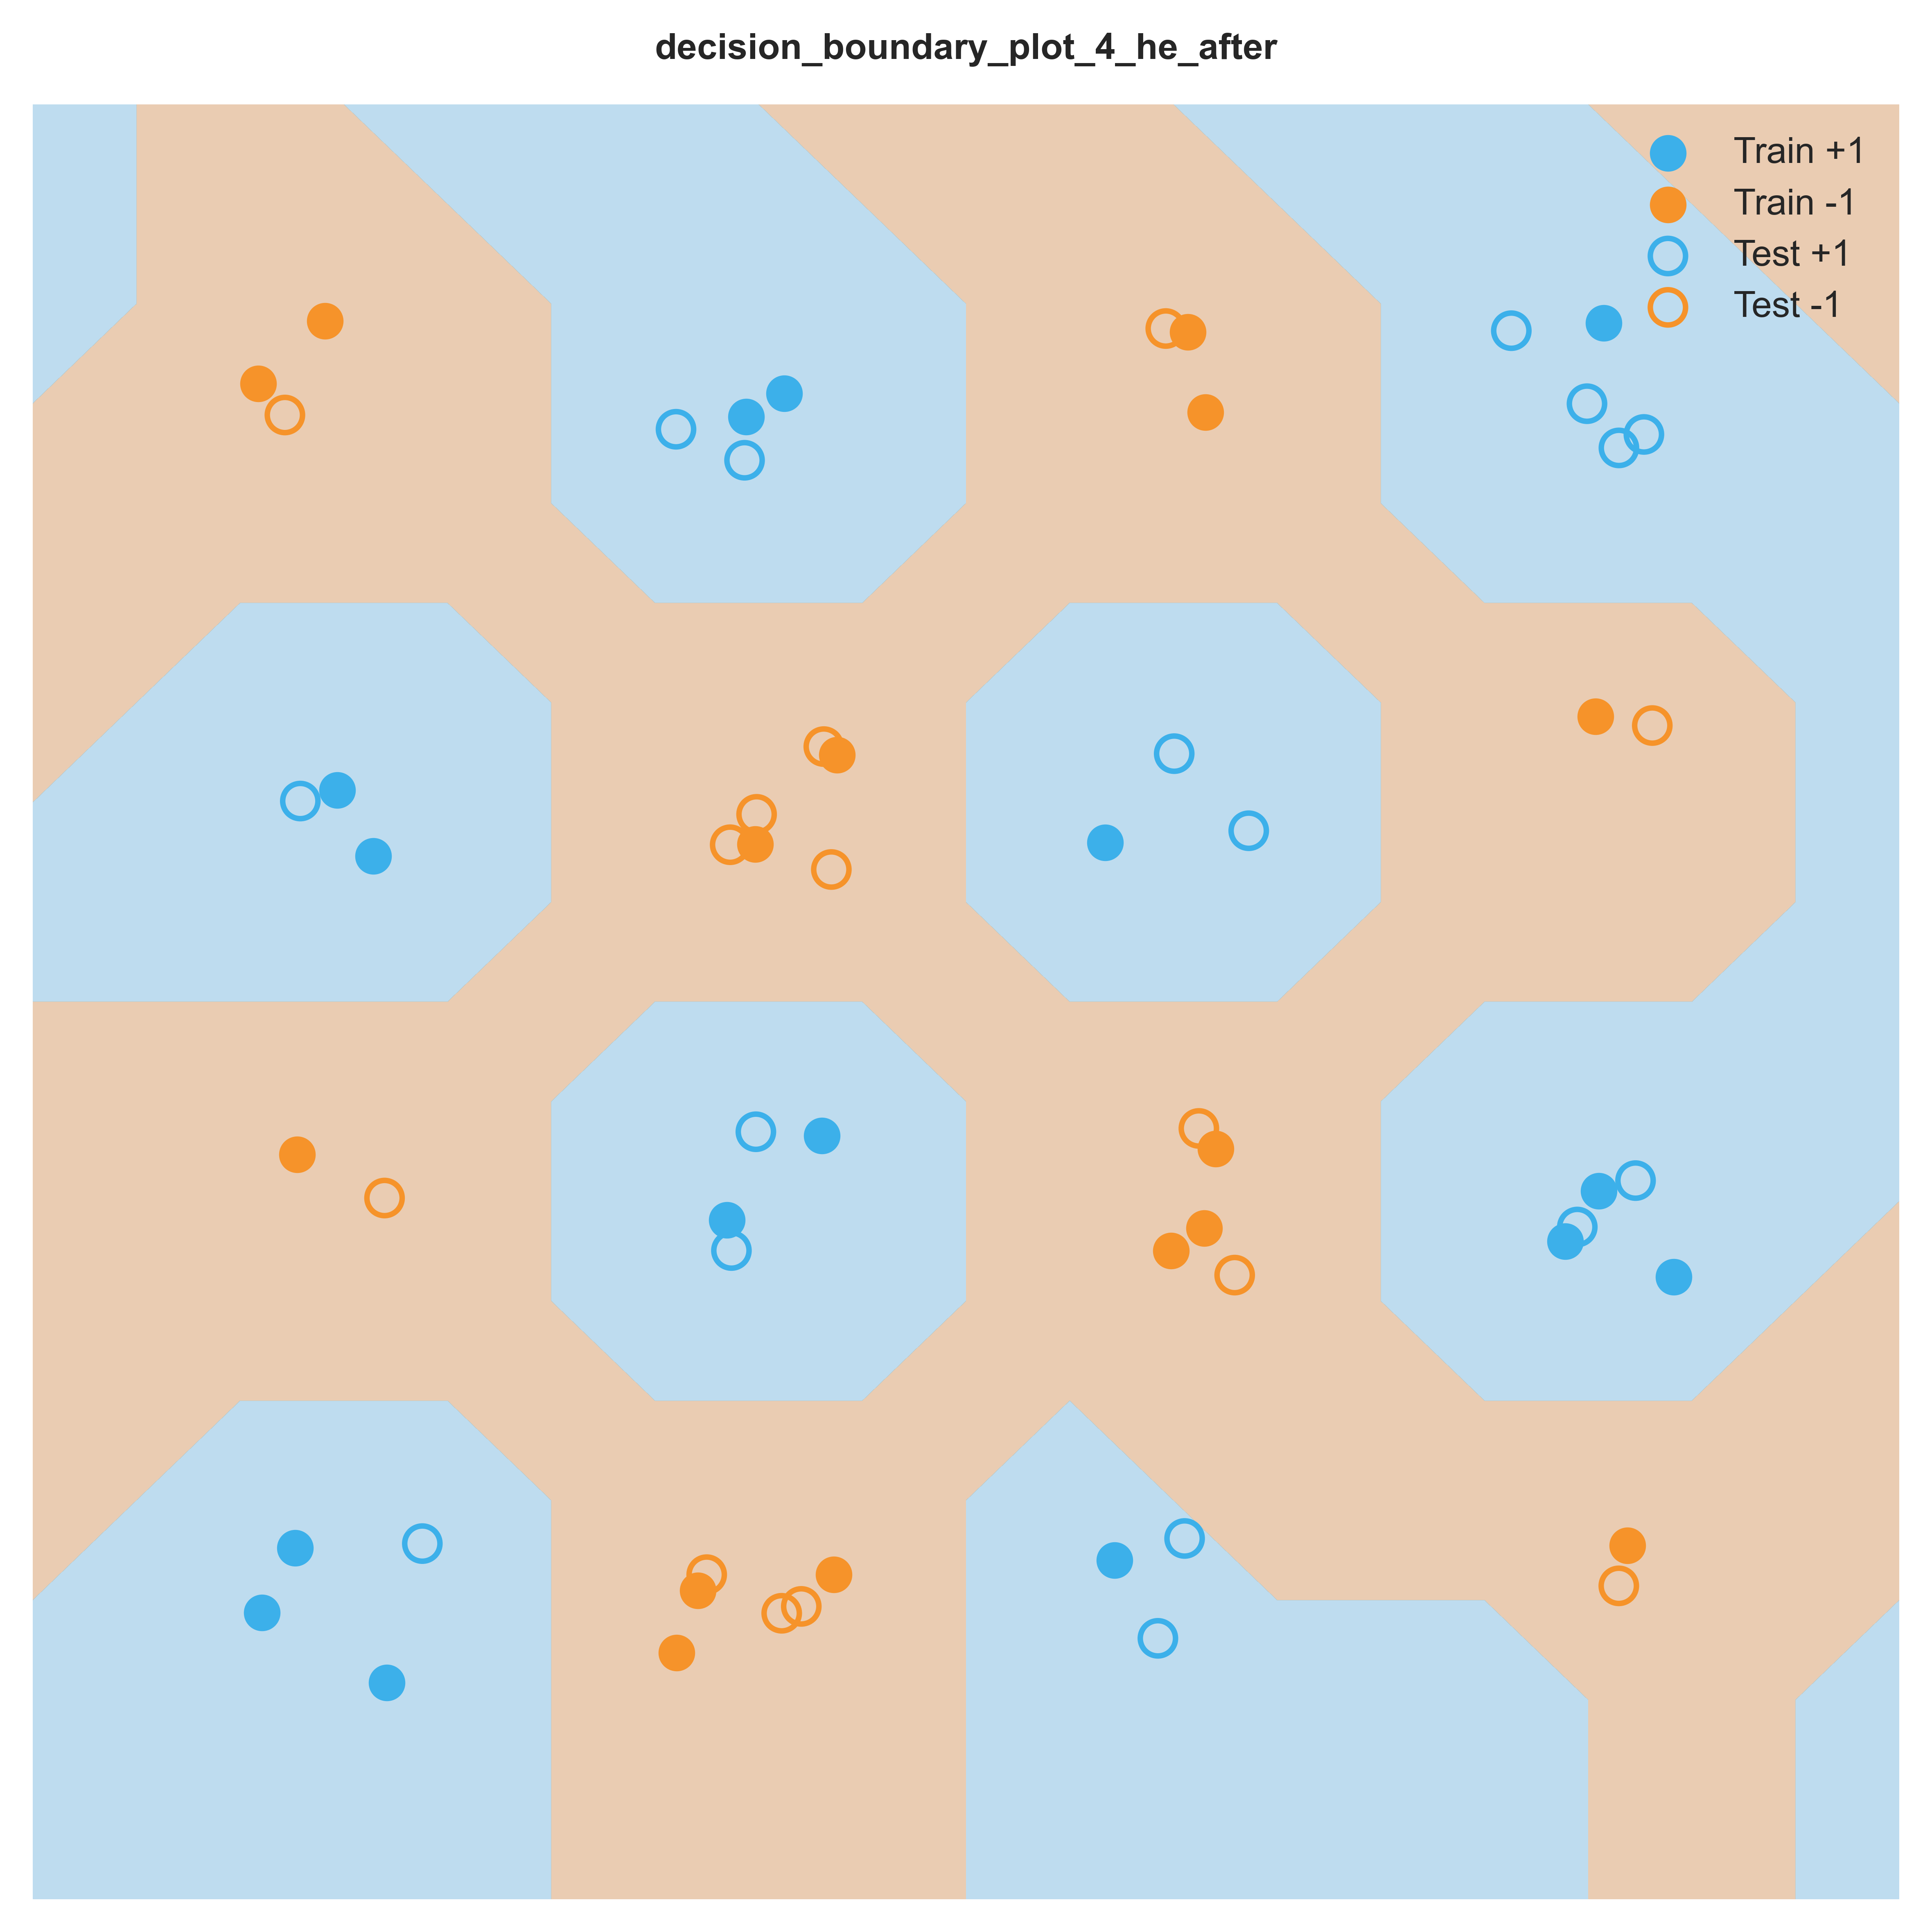 decision_boundary_plot_4_he_after
Train +1
Train -1
Test +1
Test -1